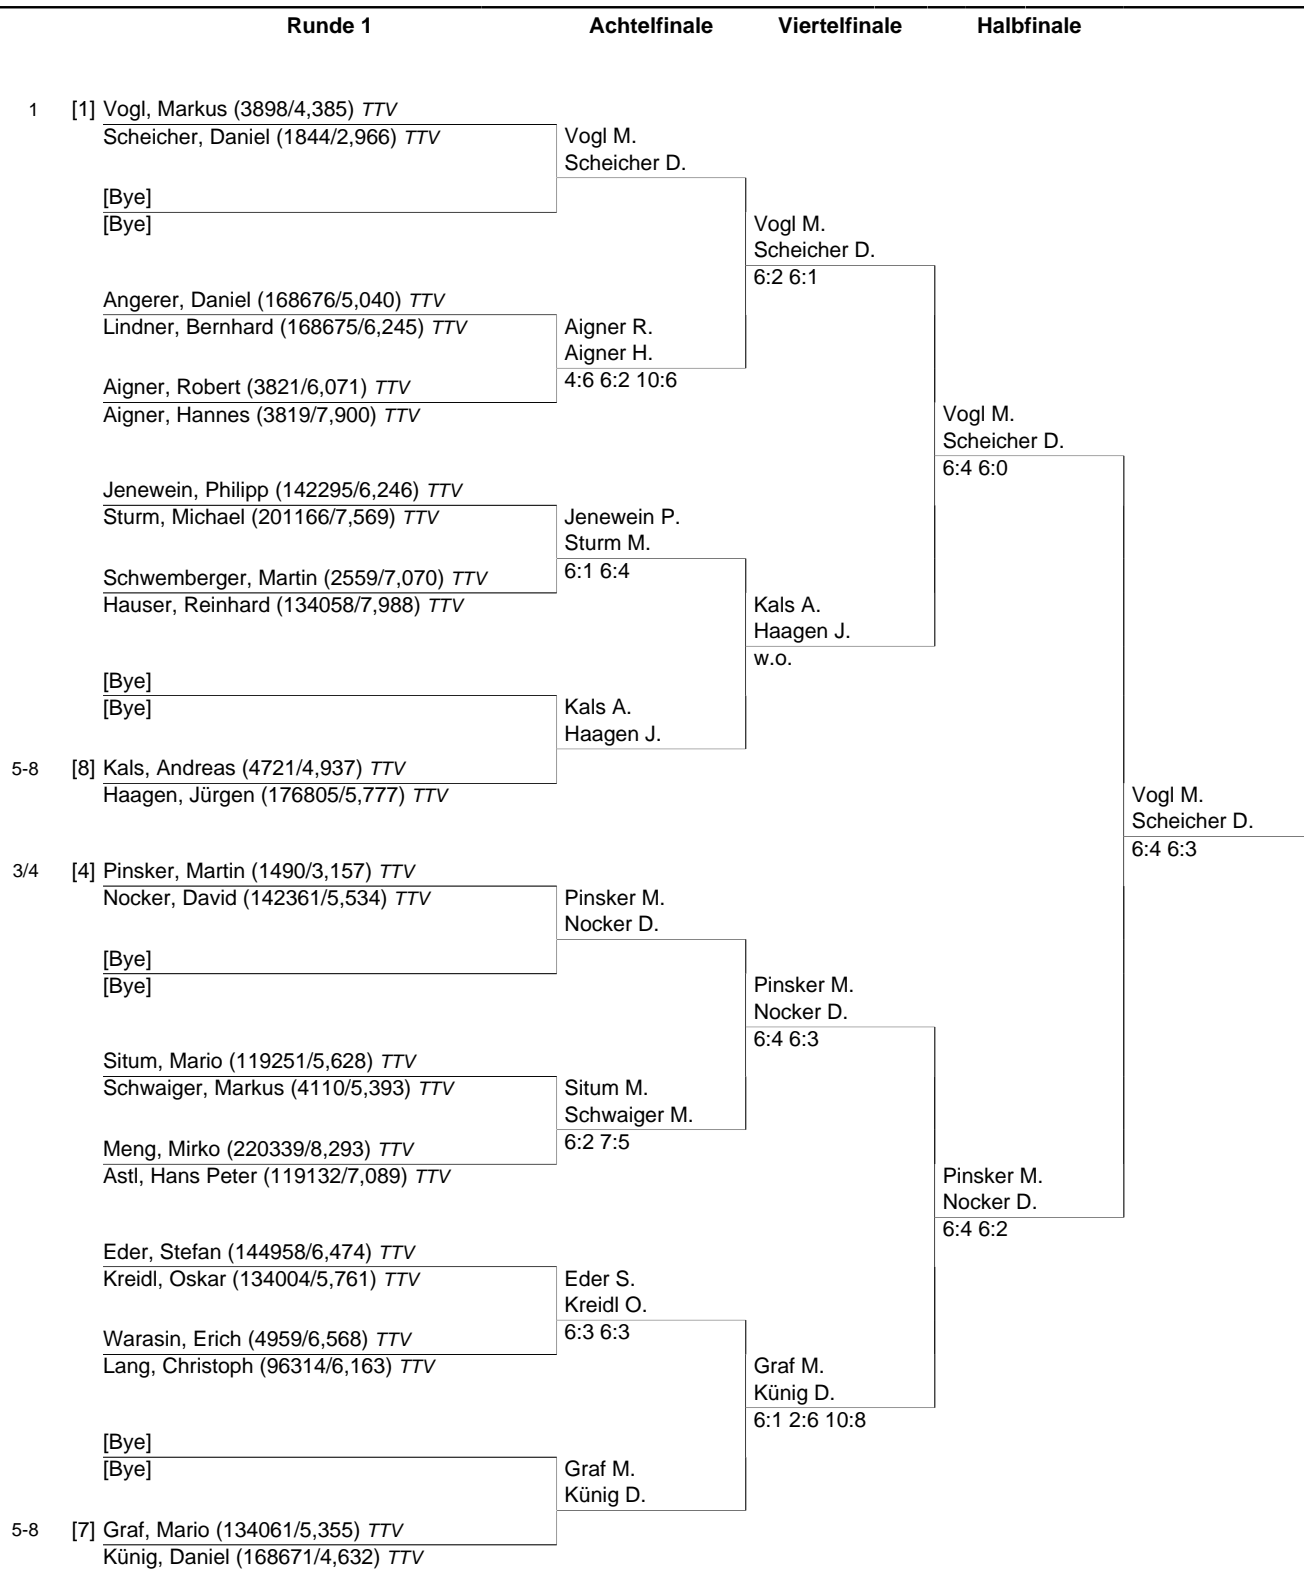 Runde 1 Achtelfinale Viertelfinale Halbfinale
1 [1] Vogl, Markus (3898/4,385) TTV
Scheicher, Daniel (1844/2,966) TTV Vogl M.
Scheicher D.
[Bye]
[Bye] Vogl M.
Scheicher D.
6:2 6:1
Angerer, Daniel (168676/5,040) TTV
Lindner, Bernhard (168675/6,245) TTV Aigner R.
Aigner H.
4:6 6:2 10:6
Aigner, Robert (3821/6,071) TTV
Aigner, Hannes (3819/7,900) TTV Vogl M.
Scheicher D.
6:4 6:0
Jenewein, Philipp (142295/6,246) TTV
Sturm, Michael (201166/7,569) TTV Jenewein P.
Sturm M.
6:1 6:4
Schwemberger, Martin (2559/7,070) TTV
Hauser, Reinhard (134058/7,988) TTV Kals A.
Haagen J.
w.o.
[Bye]
[Bye] Kals A.
Haagen J.
5-8 [8] Kals, Andreas (4721/4,937) TTV
Haagen, Jürgen (176805/5,777) TTV Vogl M.
Scheicher D.
6:4 6:3
3/4 [4] Pinsker, Martin (1490/3,157) TTV
Nocker, David (142361/5,534) TTV Pinsker M.
Nocker D.
[Bye]
[Bye] Pinsker M.
Nocker D.
6:4 6:3
Situm, Mario (119251/5,628) TTV
Schwaiger, Markus (4110/5,393) TTV Situm M.
Schwaiger M.
6:2 7:5
Meng, Mirko (220339/8,293) TTV
Astl, Hans Peter (119132/7,089) TTV Pinsker M.
Nocker D.
6:4 6:2
Eder, Stefan (144958/6,474) TTV
Kreidl, Oskar (134004/5,761) TTV Eder S.
Kreidl O.
6:3 6:3
Warasin, Erich (4959/6,568) TTV
Lang, Christoph (96314/6,163) TTV Graf M.
Künig D.
6:1 2:6 10:8
[Bye]
[Bye] Graf M.
Künig D.
5-8 [7] Graf, Mario (134061/5,355) TTV
Künig, Daniel (168671/4,632) TTV